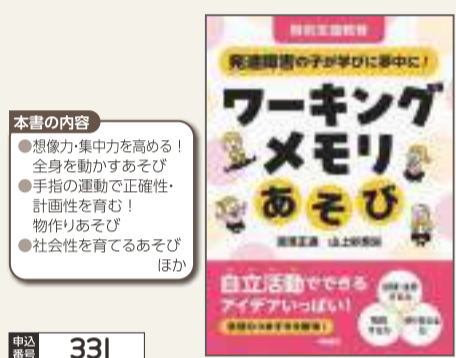 本書の内容
●想像力・集中力を高める!
全身を動かすあそび
●手指の運動で正確性・
計画性を育む!
物作りあそび
●社会性を育てるあそび
ほか
申込
番号
331
特別支援教育
発達障害の子が学びに夢中に!
ワーキング
メモリ
あそび
自立活動でできる
アイデアいっぱい!